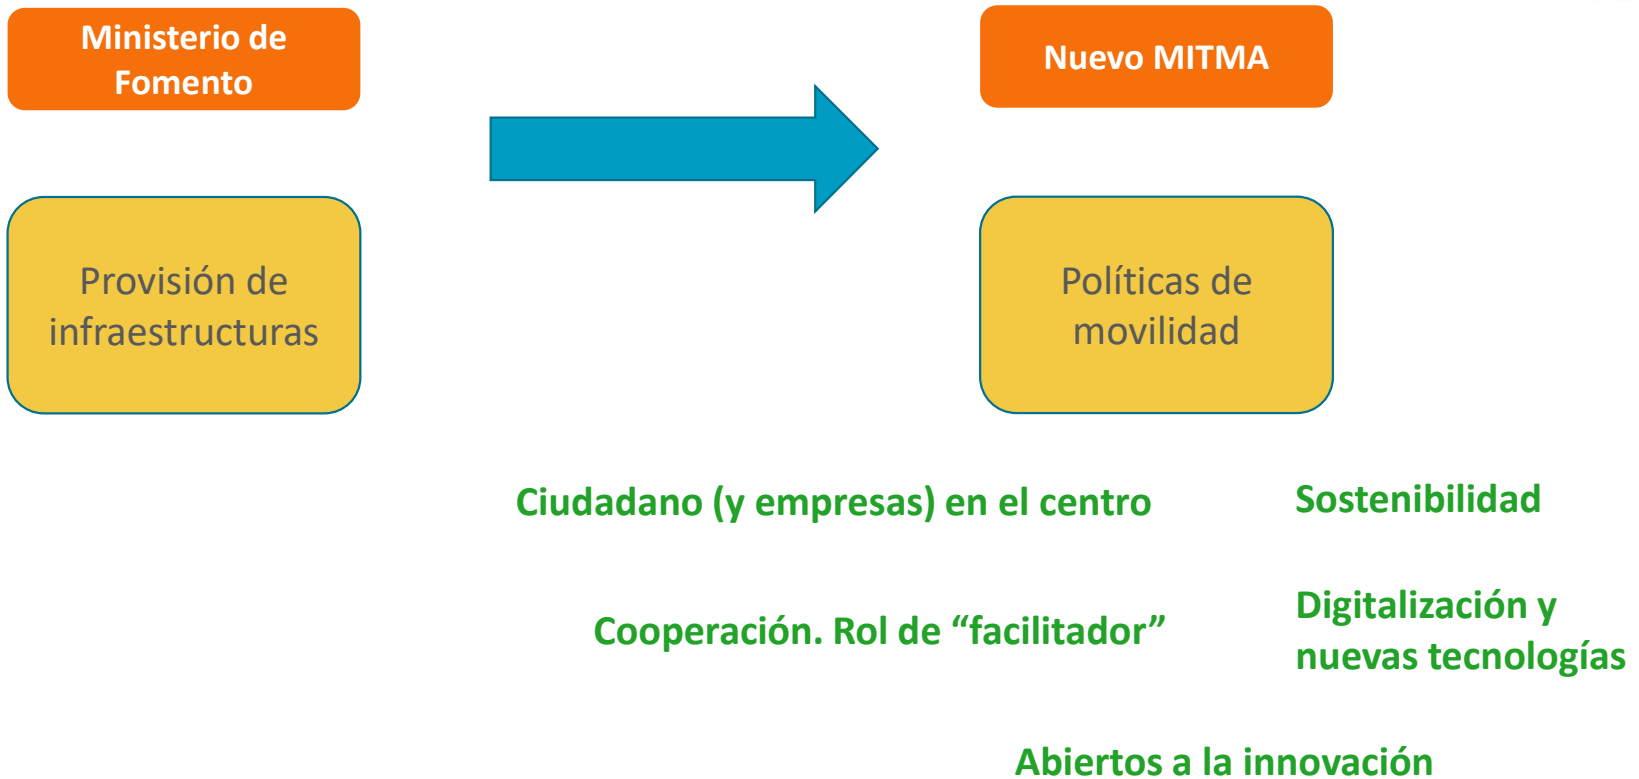 Ministerio de
Fomento
Nuevo MITMA
Provisión de
infraestructuras
Políticas de
movilidad
Ciudadano (y empresas) en el centro
Sostenibilidad
Cooperación. Rol de “facilitador”
Digitalización y
nuevas tecnologías
Abiertos a la innovación